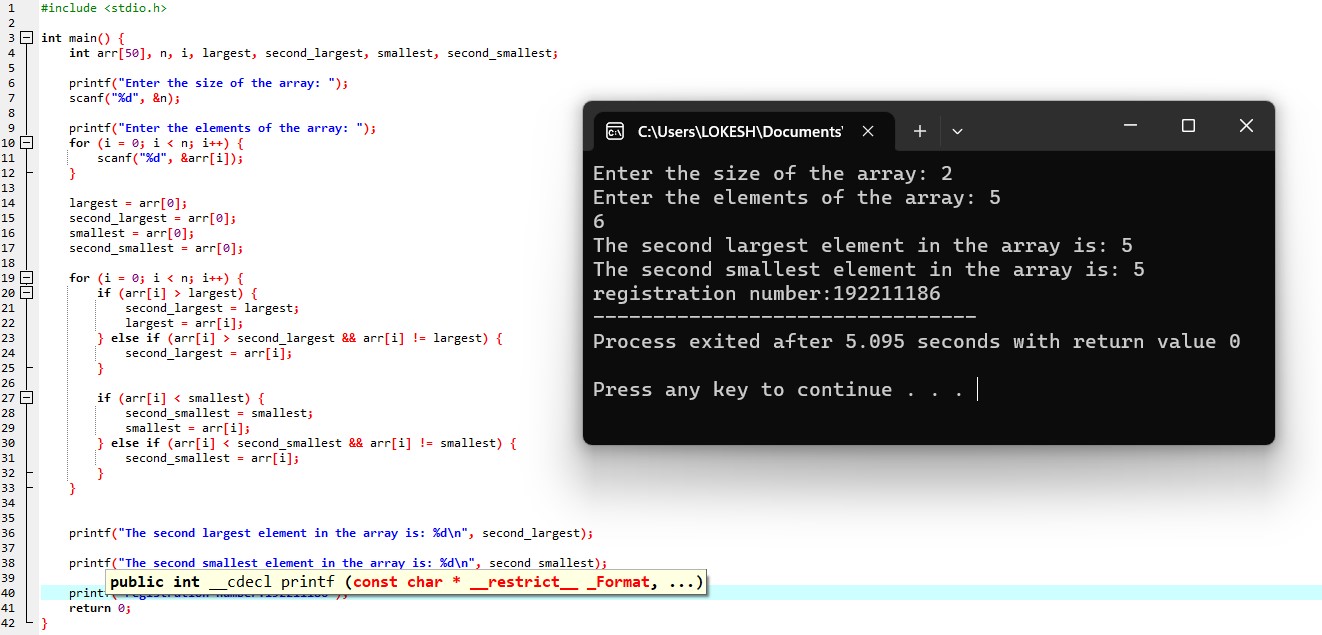 1 #include <stdio.h>
2
3 int main() {
4 int arr[50], n, i, largest, second_largest, smallest, second_smallest;
5
6 printf("Enter the size of the array: ");
7 scanf("%d", &n);
8
9 printf("Enter the elements of the array: ");
10 for (i = 0; i < n; i++) {
11 scanf("%d", &arr[i]);
12 }
13
14 largest = arr[0];
15 second_largest = arr[0];
16 smallest = arr[0];
17 second_smallest = arr[0];
18
19 for (i = 0; i < n; i++) {
20 if (arr[i] > largest) {
21 second_largest = largest;
22 largest = arr[i];
23 } else if (arr[i] > second_largest && arr[i] != largest) {
24 second_largest = arr[i];
25 }
26
27 if (arr[i] < smallest) {
28 second_smallest = smallest;
29 smallest = arr[i];
30 } else if (arr[i] < second_smallest && arr[i] != smallest) {
31 second_smallest = arr[i];
32 }
33 }
34
35
36 printf("The second largest element in the array is: %d\n", second_largest);
37
38 printf("The second smallest element in the array is: %d\n", second_smallest);
39 public int __cdecl printf (const char * __restrict__ _Format, ...)
40 printf("registration number:192211186");
41 return 0;
42 }
C:\Users\LOKESH\Documents'
Enter the size of the array: 2
Enter the elements of the array: 5
6
The second largest element in the array is: 5
The second smallest element in the array is: 5
registration number:192211186
--------------------------------
Process exited after 5.095 seconds with return value 0
Press any key to continue . . .